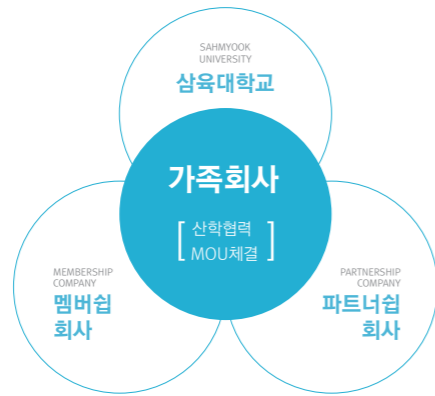 SAHMYOOK
UNIVERSITY
삼육대학교
가족회사
[ 산학협력
MOU체결 ]
MEMBERSHIP
COMPANY
멤버쉽
회사
PARTNERSHIP
COMPANY
파트너쉽
회사